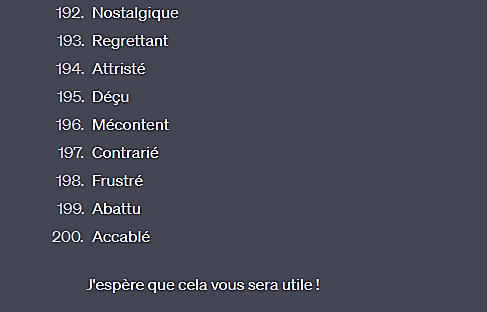 192. Nostalgique
193. Regrettant
194. Attristé
195. Déçu
196. Mécontent
197. Contrarié
198. Frustré
199. Abattu
200. Accablé
J'espère que cela vous sera utile !